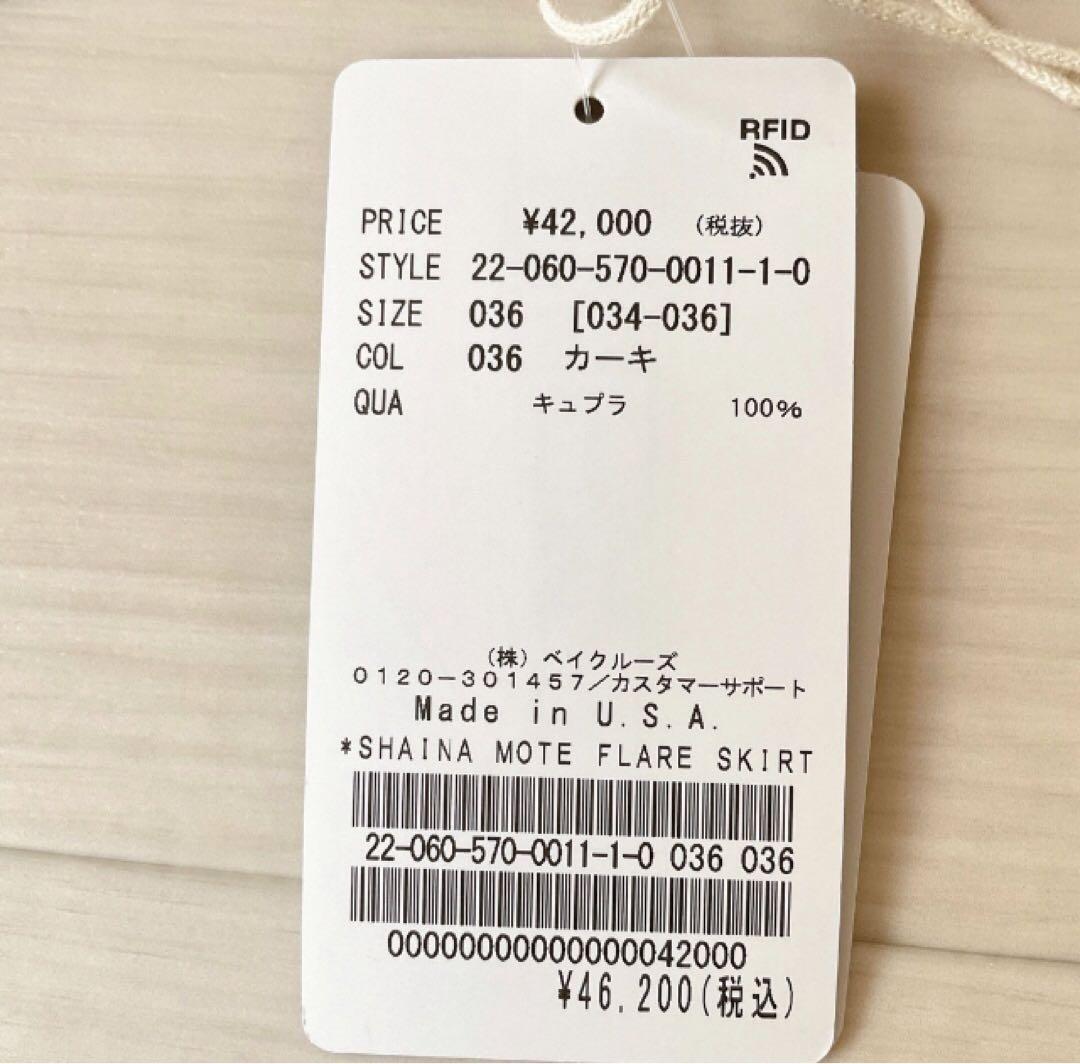 RFID
PRICE ¥42,000 (税抜)
STYLE 22-060-570-0011-1-0
SIZE 036 [034-036]
COL 036 カーキ
QUA キュプラ 100%
(株) ベイクルーズ
0120-301457/カスタマーサポート
Made in U.S.A.
*SHAINA MOTE FLARE SKIRT
22-060-570-0011-1-0 036 036
00000000000000042000
¥46,200(税込)